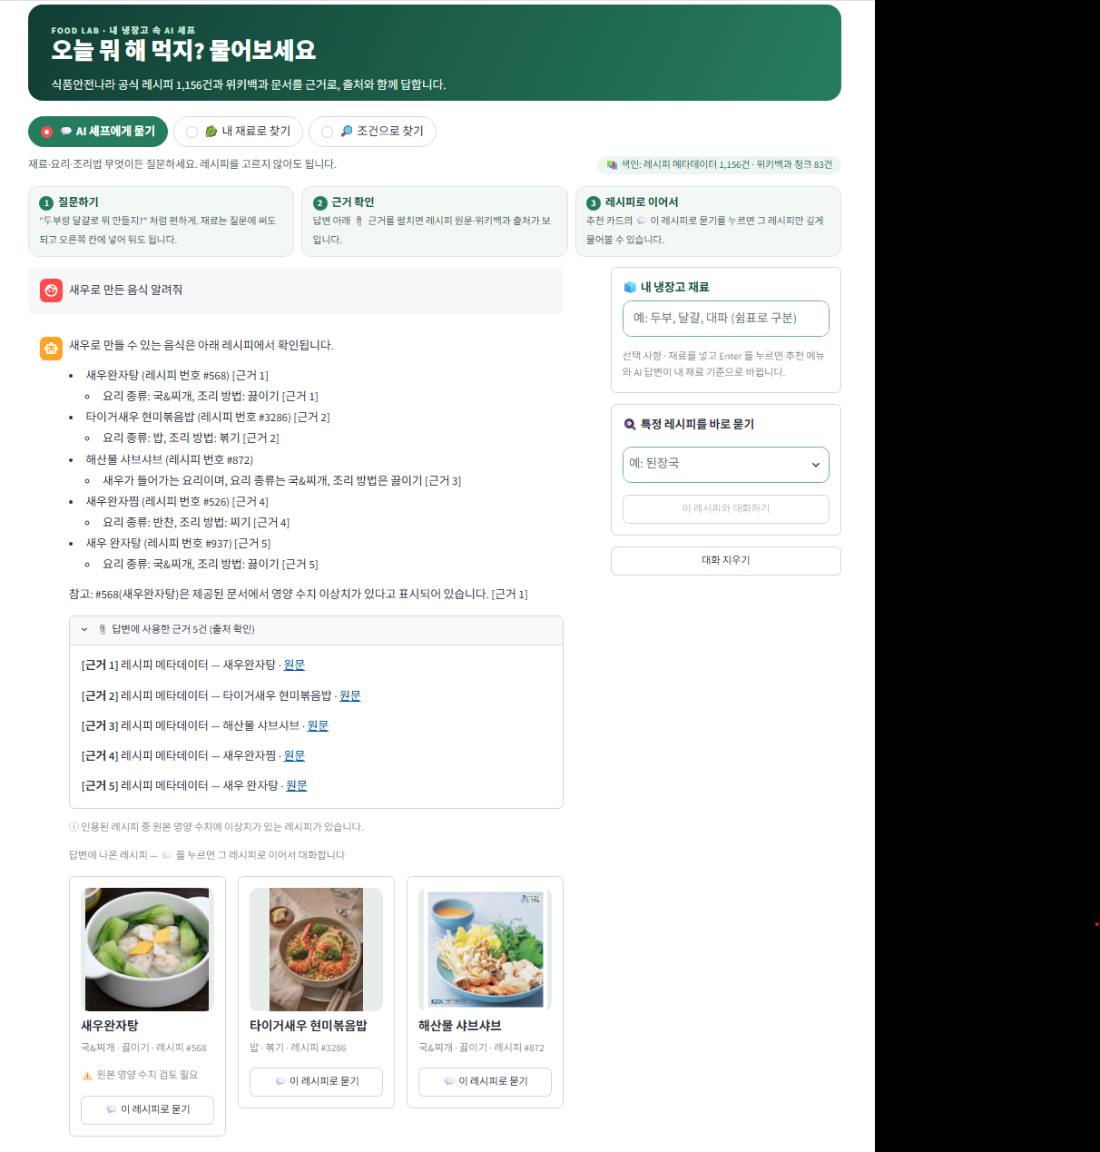 FOOD LAB · 내 냉장고 속 AI 셰프
오늘 뭐 해 먹지? 물어보세요
식품안전나라 공식 레시피 1,156건과 위키백과 문서를 근거로, 출처와 함께 답합니다.
AI 셰프에게 묻기
내 재료로 찾기
조건으로 찾기
재료·요리·조리법 무엇이든 질문하세요. 레시피를 고르지 않아도 됩니다.
색인: 레시피 메타데이터 1,156건 · 위키백과 청크 83건
1 질문하기
"두부랑 달걀로 뭐 만들지?" 처럼 편하게. 재료는 질문에 써도
되고 오른쪽 칸에 넣어 둬도 됩니다.
2 근거 확인
답변 아래 근거를 펼치면 레시피 원문·위키백과 출처가 보
입니다.
3 레시피로 이어서
추천 카드의 이 레시피로 묻기를 누르면 그 레시피만 깊게
물어볼 수 있습니다.
새우로 만든 음식 알려줘
새우로 만들 수 있는 음식은 아래 레시피에서 확인됩니다.
• 새우완자탕 (레시피 번호 #568) [근거 1]
요리 종류: 국&찌개, 조리 방법: 끓이기 [근거 1]
• 타이거새우 현미볶음밥 (레시피 번호 #3286) [근거 2]
요리 종류: 밥, 조리 방법: 볶기 [근거 2]
• 해산물 샤브샤브 (레시피 번호 #872)
새우가 들어가는 요리이며, 요리 종류는 국&찌개, 조리 방법은 끓이기 [근거 3]
• 새우완자찜 (레시피 번호 #526) [근거 4]
요리 종류: 반찬, 조리 방법: 찌기 [근거 4]
• 새우 완자탕 (레시피 번호 #937) [근거 5]
요리 종류: 국&찌개, 조리 방법: 끓이기 [근거 5]
참고: #568(새우완자탕)은 제공된 문서에서 영양 수치 이상치가 있다고 표시되어 있습니다. [근거 1]
답변에 사용한 근거 5건 (출처 확인)
[근거 1] 레시피 메타데이터 — 새우완자탕 · 원문
[근거 2] 레시피 메타데이터 — 타이거새우 현미볶음밥 · 원문
[근거 3] 레시피 메타데이터 — 해산물 샤브샤브 · 원문
[근거 4] 레시피 메타데이터 — 새우완자찜 · 원문
[근거 5] 레시피 메타데이터 — 새우 완자탕 · 원문
ⓘ 인용된 레시피 중 원본 영양 수치에 이상치가 있는 레시피가 있습니다.
답변에 나온 레시피 — 를 누르면 그 레시피로 이어서 대화합니다
새우완자탕
국&찌개 · 끓이기 · 레시피 #568
원본 영양 수치 검토 필요
이 레시피로 묻기
타이거새우 현미볶음밥
밥 · 볶기 · 레시피 #3286
이 레시피로 묻기
해산물 샤브샤브
국&찌개 · 끓이기 · 레시피 #872
이 레시피로 묻기
내 냉장고 재료
예: 두부, 달걀, 대파 (쉼표로 구분)
선택 사항 · 재료를 넣고 Enter 를 누르면 추천 메뉴
와 AI 답변이 내 재료 기준으로 바뀝니다.
특정 레시피를 바로 묻기
예: 된장국
이 레시피와 대화하기
대화 지우기